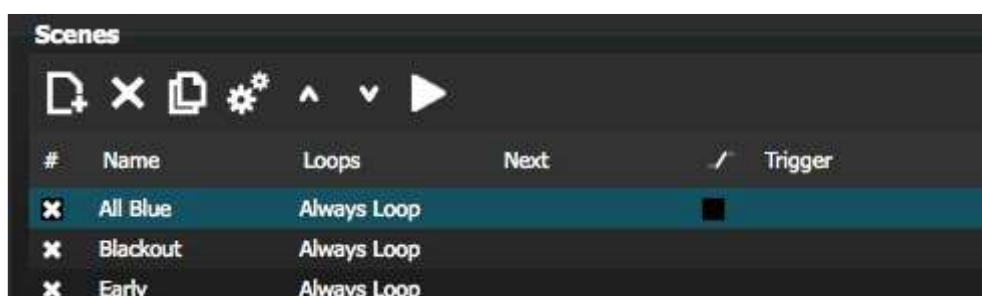 Scenes
# Name Loops Next Trigger
All Blue Always Loop
Blackout Always Loop
Early Always Loop